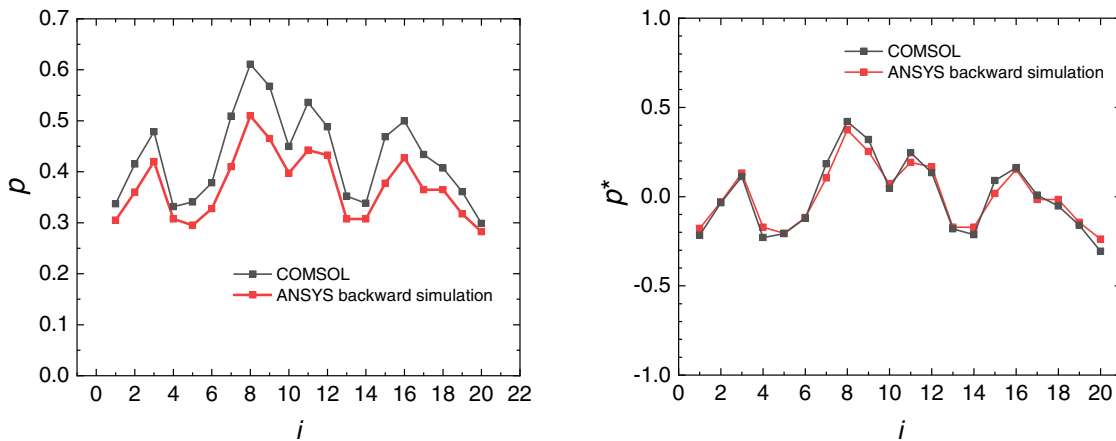 0.7
0.6
0.5
0.4
0.3
0.2
0.1
0.0
p
COMSOL
ANSYS backward simulation
0 2 4 6 8 10 12 14 16 18 20 22
i
1.0
0.5
0.0
-0.5
-1.0
p*
COMSOL
ANSYS backward simulation
0 2 4 6 8 10 12 14 16 18 20
i